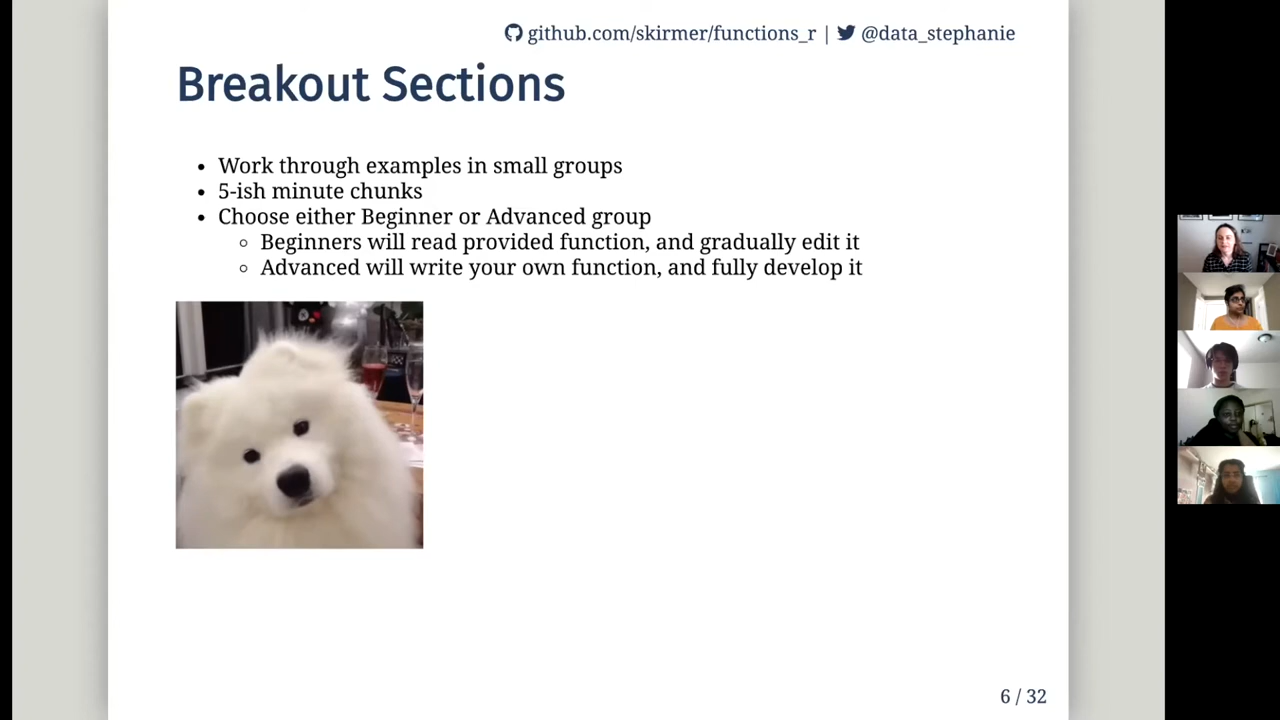 github.com/skirmer/functions_r | @data_stephanie
Breakout Sections
• Work through examples in small groups
• 5-ish minute chunks
• Choose either Beginner or Advanced group
◦ Beginners will read provided function, and gradually edit it
◦ Advanced will write your own function, and fully develop it
6 / 32